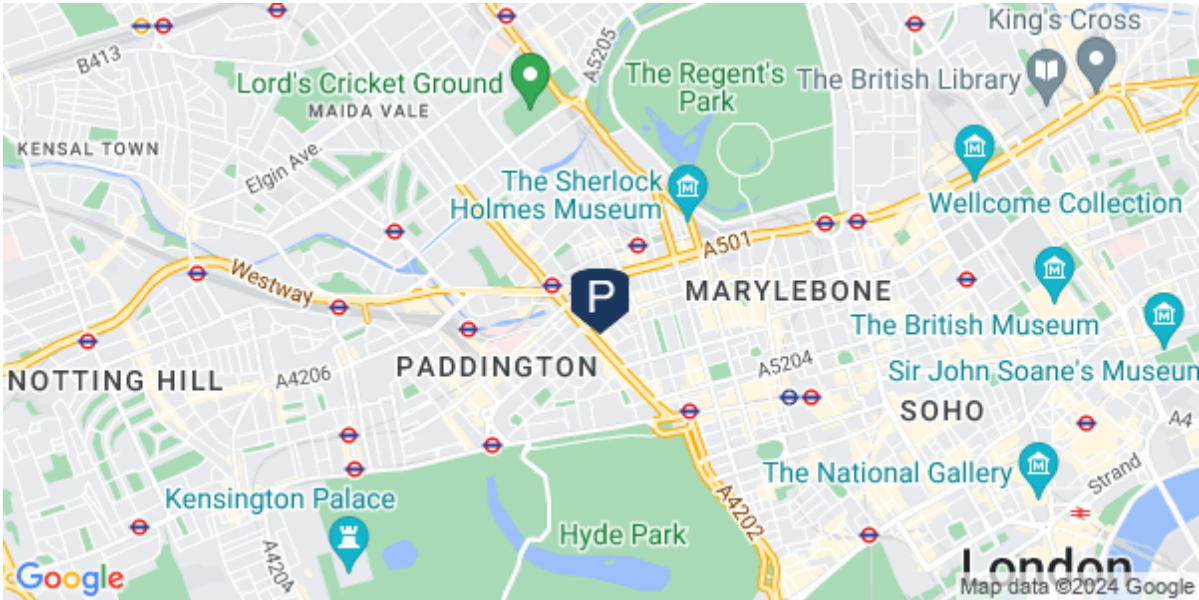 King's Cross
B413
A5205
Lord's Cricket Ground
The Regent's
Park
The British Library
MAIDA VALE
KENSAL TOWN
Elgin Ave.
The Sherlock
Holmes Museum
Wellcome Collection
A501
Westway
P
MARYLEBONE
The British Museum
PADDINGTON
A5204
Sir John Soane's Museum
NOTTING HILL
A4206
SOHO
A4
The National Gallery
Strand
Kensington Palace
A4202
Hyde Park
A4204
London
Google
Map data ©2024 Google